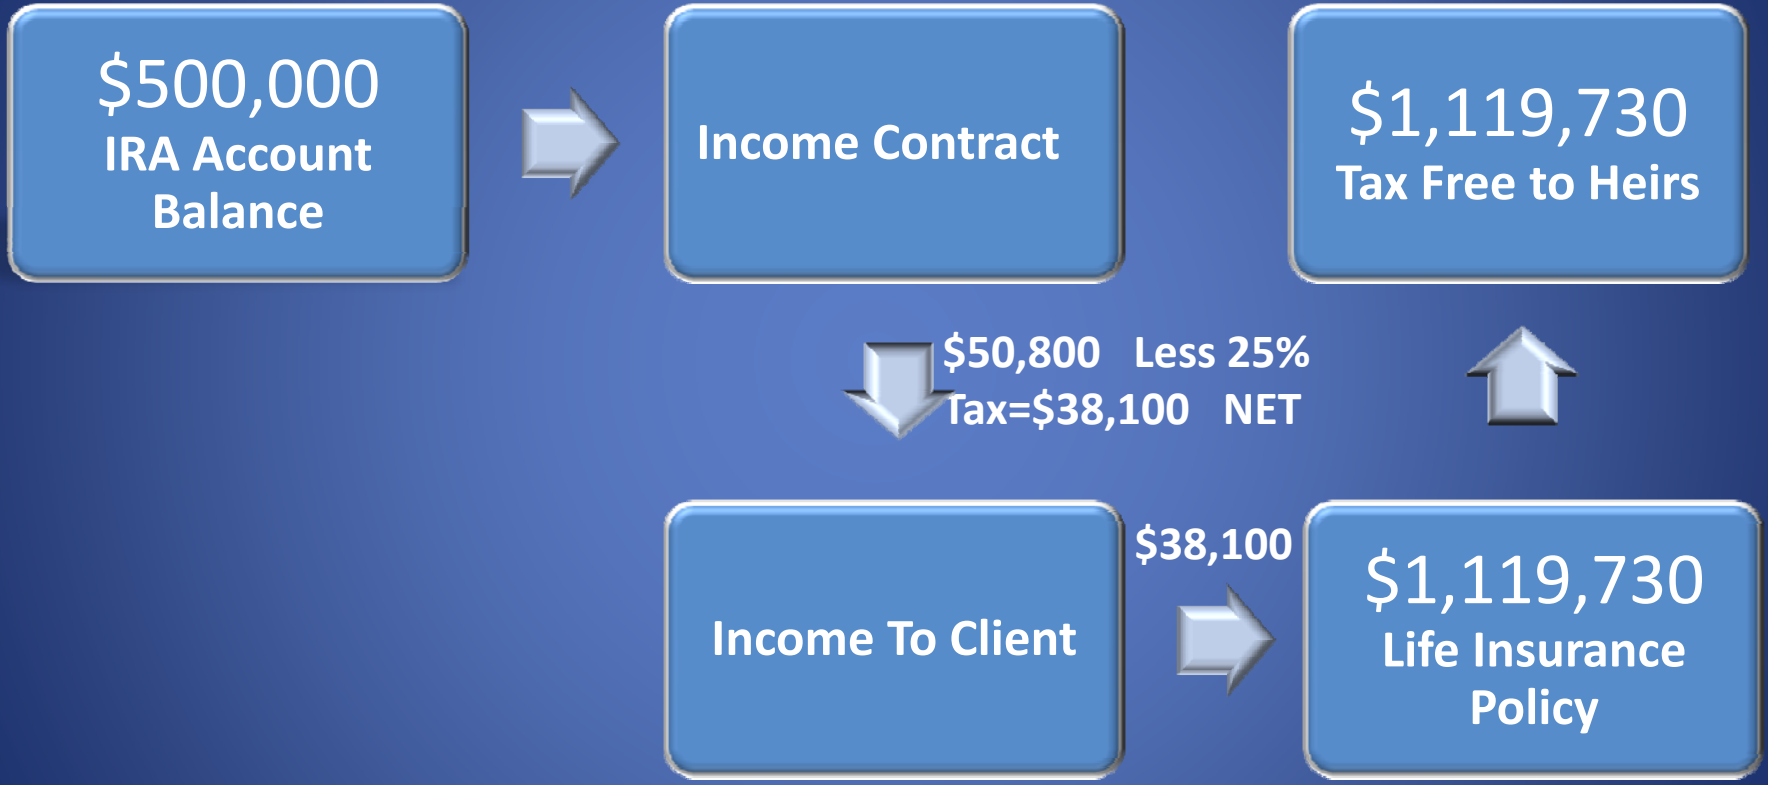 $500,000
IRA Account
Balance
Income Contract
$1,119,730
Tax Free to Heirs
$50,800 Less 25%
Tax=$38,100 NET
Income To Client
$38,100
$1,119,730
Life Insurance
Policy